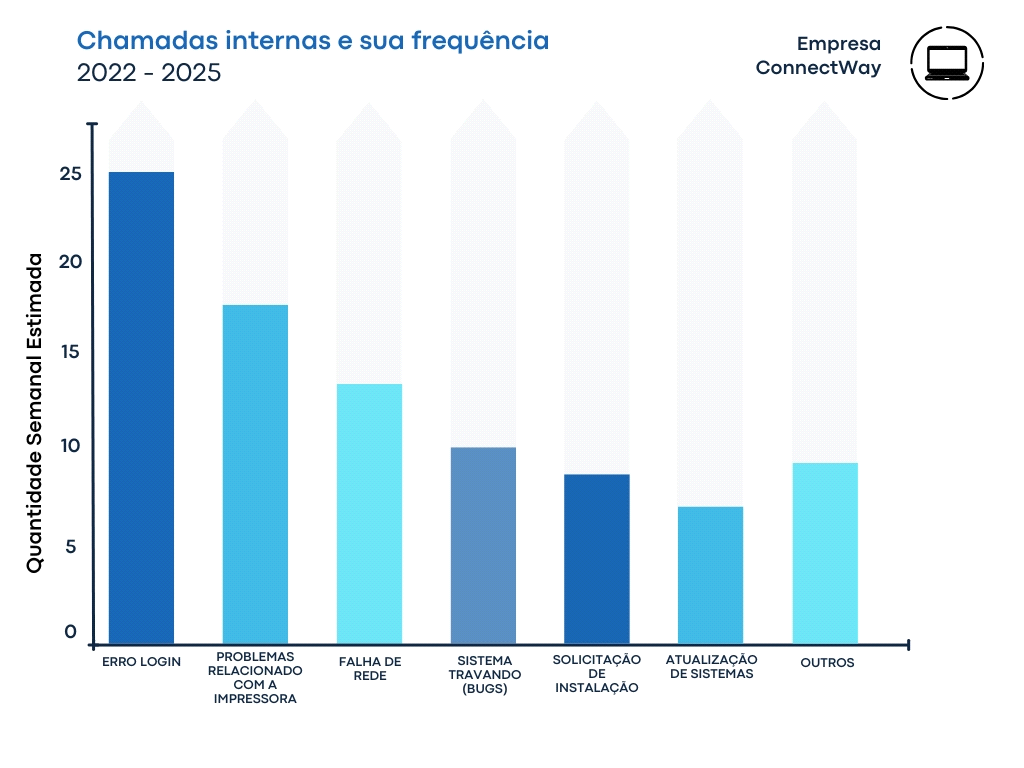 Chamadas internas e sua frequência
2022 - 2025
Empresa
ConnectWay
Quantidade Semanal Estimada
25
20
15
10
5
0
ERRO LOGIN
PROBLEMAS
RELACIONADO
COM A
IMPRESSORA
FALHA DE
REDE
SISTEMA
TRAVANDO
(BUGS)
SOLICITAÇÃO
DE
INSTALAÇÃO
ATUALIZAÇÃO
DE SISTEMAS
OUTROS